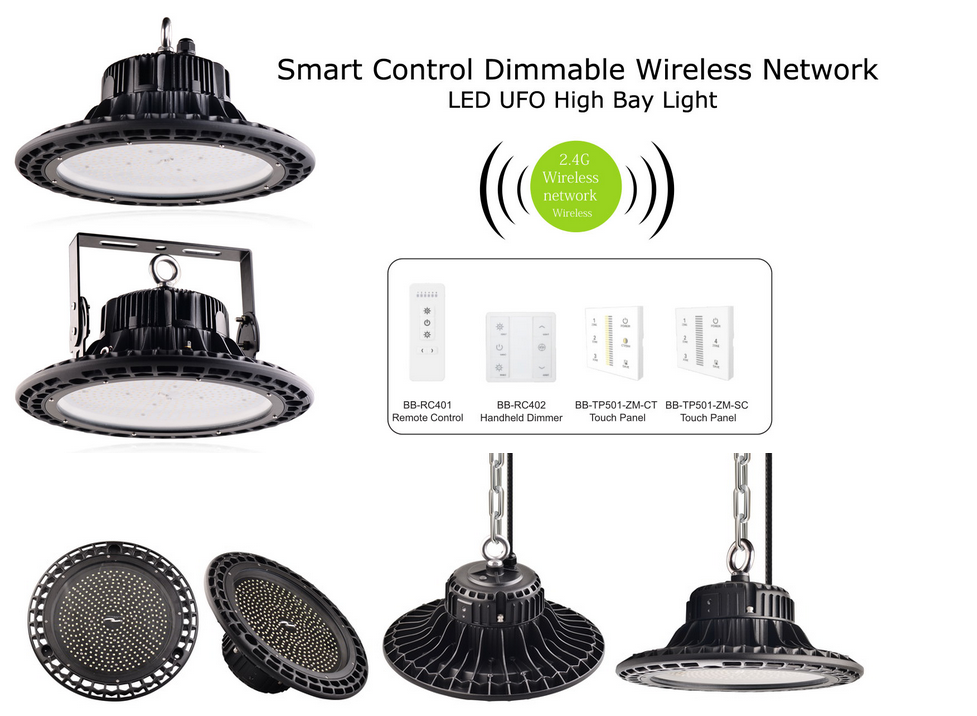 Smart Control Dimmable Wireless Network
LED UFO High Bay Light
2.4G
Wireless
network
Wireless
BB-RC401
Remote Control
BB-RC402
Handheld Dimmer
BB-TP501-ZM-CT
Touch Panel
BB-TP501-ZM-SC
Touch Panel